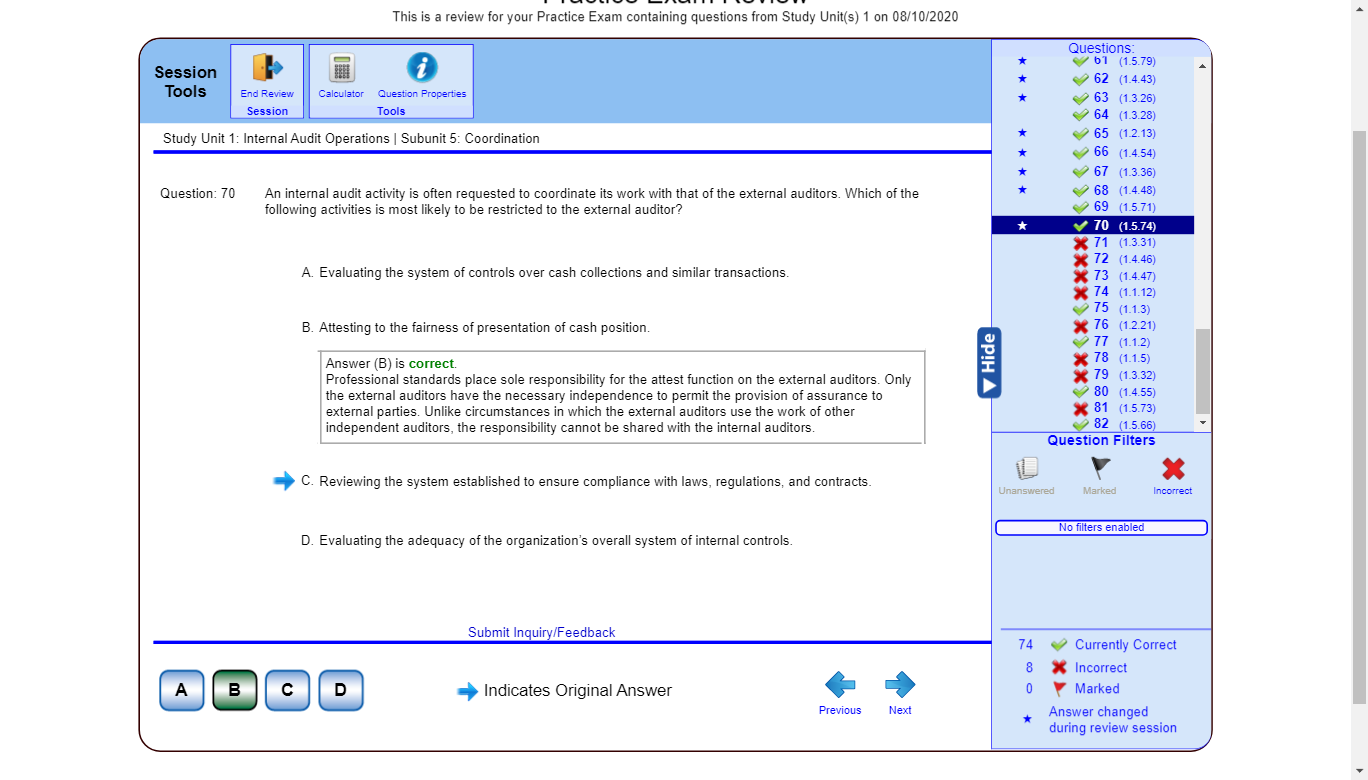 Practice Exam Review
This is a review for your Practice Exam containing questions from Study Unit(s) 1 on 08/10/2020
Session
Tools
End Review
Session
Calculator
Question Properties
Tools
Study Unit 1: Internal Audit Operations | Subunit 5: Coordination
Question: 70
An internal audit activity is often requested to coordinate its work with that of the external auditors. Which of the
following activities is most likely to be restricted to the external auditor?
A. Evaluating the system of controls over cash collections and similar transactions.
B. Attesting to the fairness of presentation of cash position.
Answer (B) is correct.
Professional standards place sole responsibility for the attest function on the external auditors. Only
the external auditors have the necessary independence to permit the provision of assurance to
external parties. Unlike circumstances in which the external auditors use the work of other
independent auditors, the responsibility cannot be shared with the internal auditors.
C. Reviewing the system established to ensure compliance with laws, regulations, and contracts.
D. Evaluating the adequacy of the organization's overall system of internal controls.
Submit Inquiry/Feedback
A
B
C
D
Indicates Original Answer
Previous
Next
Hide
Questions:
61 (1.5.79)
62 (1.4.43)
63 (1.3.26)
64 (1.3.28)
65 (1.2.13)
66 (1.4.54)
67 (1.3.36)
68 (1.4.48)
69 (1.5.71)
70 (1.5.74)
71 (1.3.31)
72 (1.4.46)
73 (1.4.47)
74 (1.1.12)
75 (1.1.3)
76 (1.2.21)
77 (1.1.2)
78 (1.1.5)
79 (1.3.32)
80 (1.4.55)
81 (1.5.73)
82 (1.5.66)
Question Filters
Unanswered
Marked
Incorrect
No filters enabled
74 Currently Correct
8 Incorrect
0 Marked
Answer changed
during review session